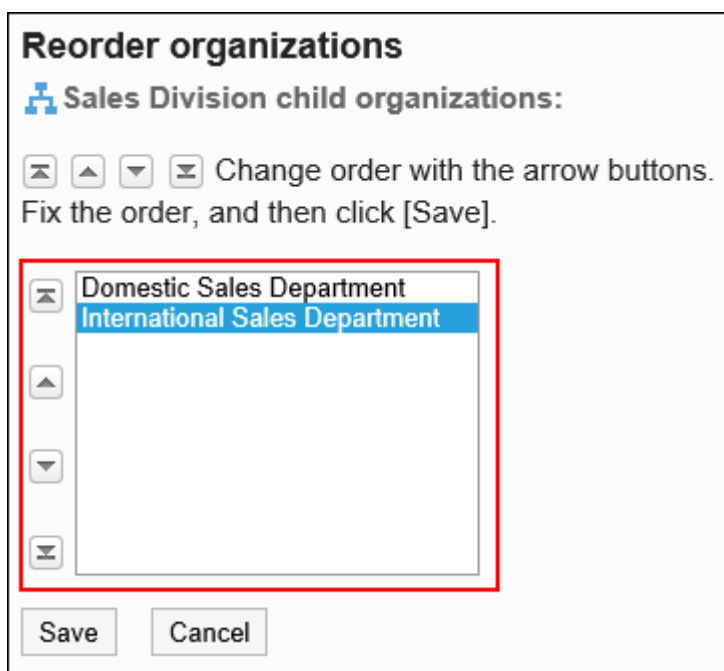 Reorder organizations
Sales Division child organizations:
Change order with the arrow buttons.
Fix the order, and then click [Save].
Domestic Sales Department
International Sales Department
Save Cancel